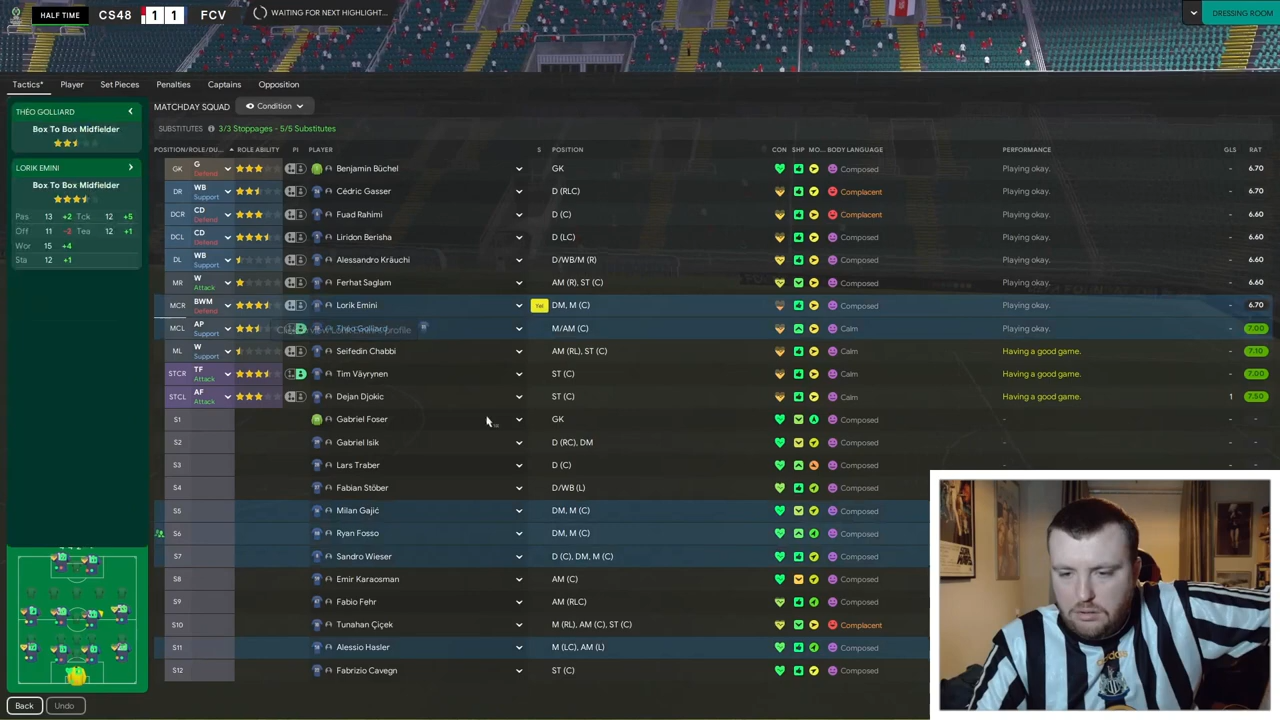 HALF TIME CS48 1 1 FCV WAITING FOR NEXT HIGHLIGHT... DRESSING ROOM
Tactics* Player Set Pieces Penalties Captains Opposition
THÉO GOLLIARD
Box To Box Midfielder
LORIK EMINI
Box To Box Midfielder
Pas 13 +2 Tck 12 +5
Off 11 -3 Tea 12 +1
Wor 15 +4
Sta 12 +1
MATCHDAY SQUAD Condition
SUBSTITUTES 3/3 Stoppages - 5/5 Substitutes
POSITION/ROLE/DU... ROLE ABILITY PI PLAYER S POSITION CON SHP MO... BODY LANGUAGE PERFORMANCE GLS RAT
GK G Defend Benjamin Büchel GK Composed Playing okay. - 6.70
DR WB Support Cédric Gasser D (RLC) Complacent Playing okay. - 6.70
DCR CD Defend Fuad Rahimi D (C) Complacent Playing okay. - 6.60
DCL CD Defend Liridon Berisha D (LC) Composed Playing okay. - 6.60
DL WB Support Alessandro Kräuchi D/WB/M (R) Composed Playing okay. - 6.60
MR W Attack Ferhat Saglam AM (R), ST (C) Composed Playing okay. - 6.60
MCR BWM Defend Lorik Emini Yel DM, M (C) Composed Playing okay. - 6.70
MCL AP Support Théo Golliard M/AM (C) Calm Playing okay. - 7.00
ML W Support Seifedin Chabbi AM (RL), ST (C) Calm Having a good game. - 7.10
STCR TF Attack Tim Väyrynen ST (C) Calm Having a good game. - 7.00
STCL AF Attack Dejan Djokic ST (C) Calm Having a good game. 1 7.50
S1 Gabriel Foser GK Composed - - -
S2 Gabriel Isik D (RC), DM Composed - - -
S3 Lars Traber D (C) Composed
S4 Fabian Stöber D/WB (L) Composed
S5 Milan Gajić DM, M (C) Composed
S6 Ryan Fosso DM, M (C) Composed
S7 Sandro Wieser D (C), DM, M (C) Composed
S8 Emir Karaosman AM (C) Composed
S9 Fabio Fehr AM (RLC) Composed
S10 Tunahan Çiçek M (RL), AM (C), ST (C) Complacent
S11 Alessio Hasler M (LC), AM (L) Composed
S12 Fabrizio Cavegn ST (C) Composed
Back Undo
adidas